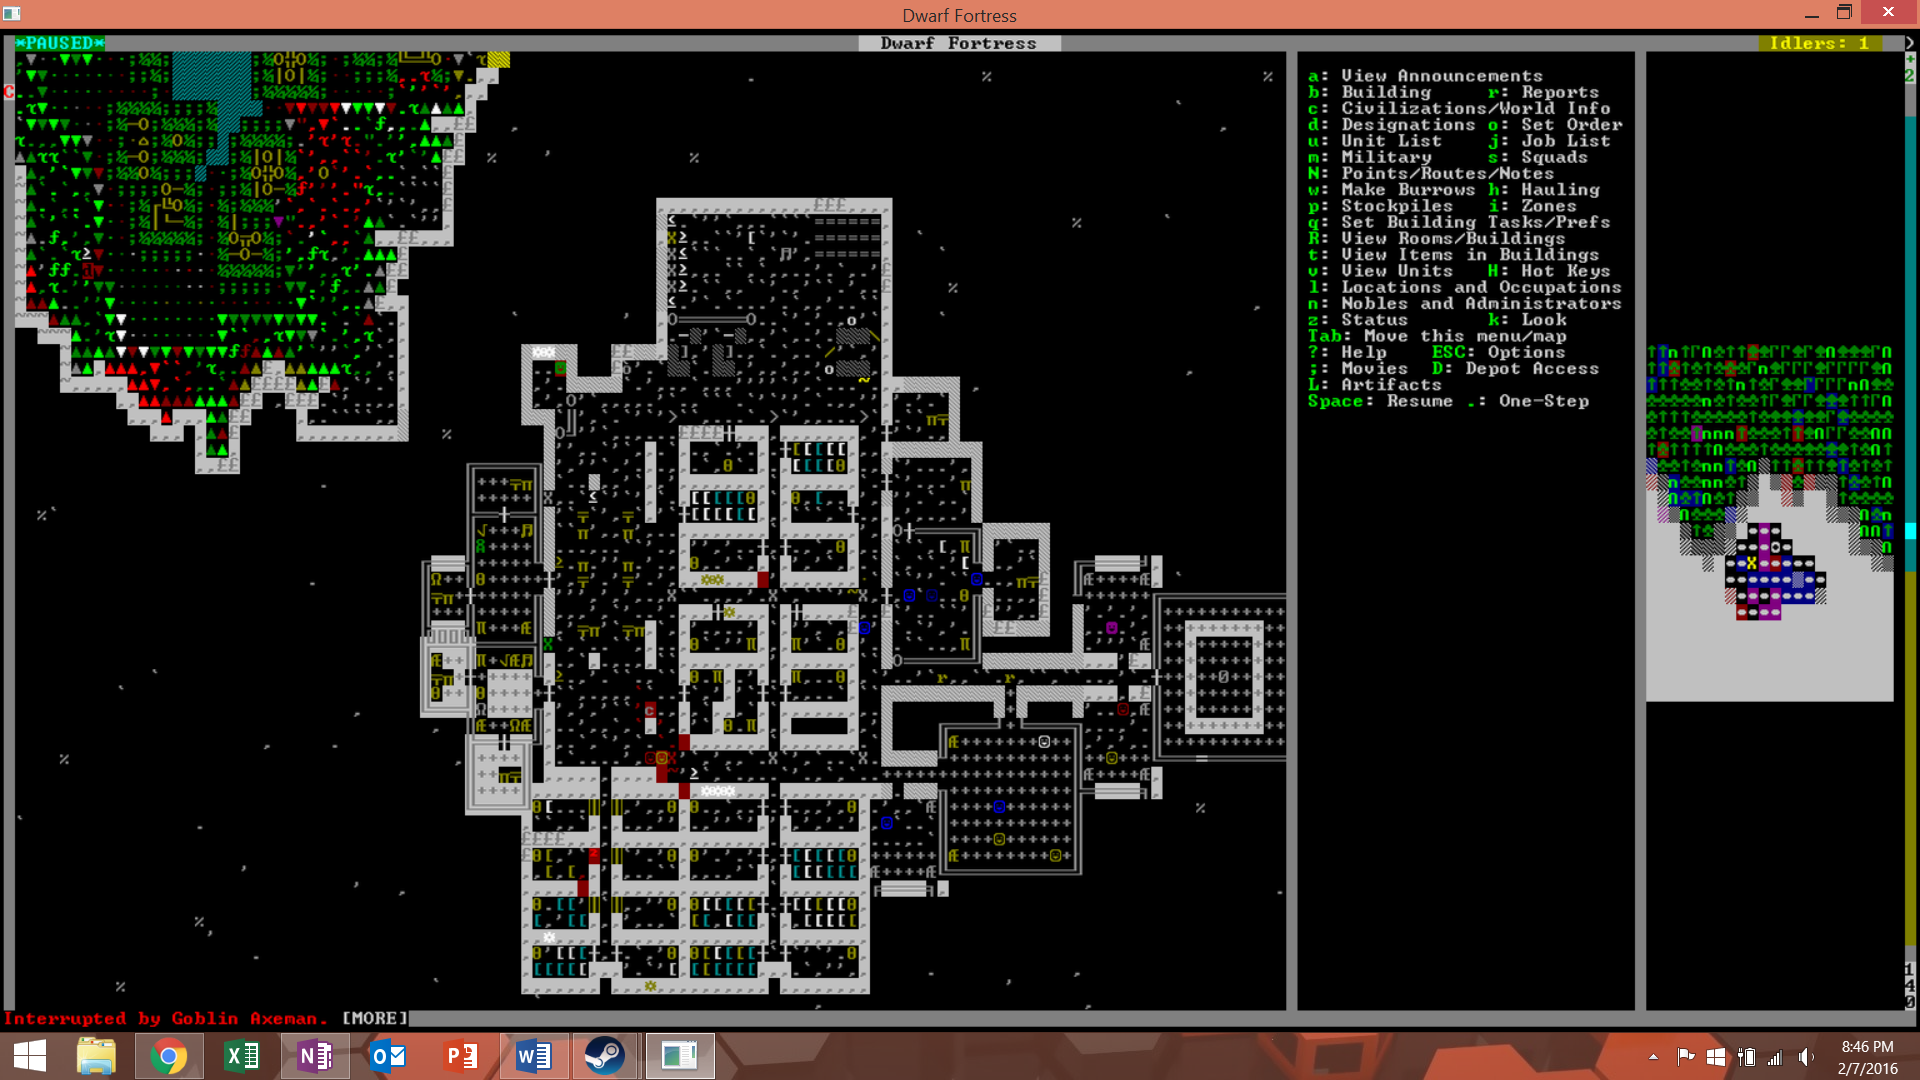 Dwarf Fortress
*PAUSED*
Dwarf Fortress
Idlers: 1
a: View Announcements
b: Building r: Reports
c: Civilizations/World Info
d: Designations o: Set Order
u: Unit List j: Job List
m: Military s: Squads
N: Points/Routes/Notes
w: Make Burrows h: Hauling
p: Stockpiles i: Zones
q: Set Building Tasks/Prefs
R: View Rooms/Buildings
t: View Items in Buildings
v: View Units H: Hot Keys
l: Locations and Occupations
n: Nobles and Administrators
z: Status k: Look
Tab: Move this menu/map
?: Help ESC: Options
;: Movies D: Depot Access
L: Artifacts
Space: Resume .: One-Step
+2
140
Interrupted by Goblin Axeman. [MORE]
8:46 PM
2/7/2016